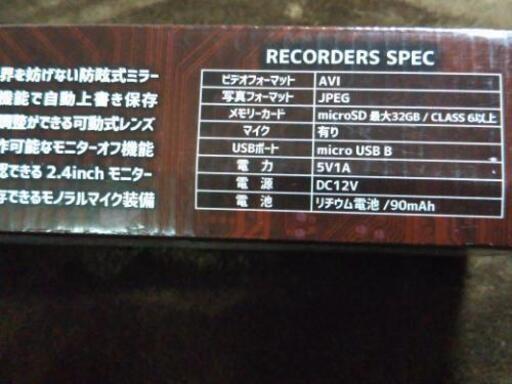 界を妨げない防眩式ミラー
機能で自動上書き保存
調整ができる可動式レンズ
作可能なモニターオフ機能
認できる 2.4inch モニター
存できるモノラルマイク装備
RECORDERS SPEC
ビデオフォーマット AVI
写真フォーマット JPEG
メモリーカード microSD 最大32GB / CLASS 6以上
マイク 有り
USBポート micro USB B
電 力 5V1A
電 源 DC12V
電 池 リチウム電池 /90mAh